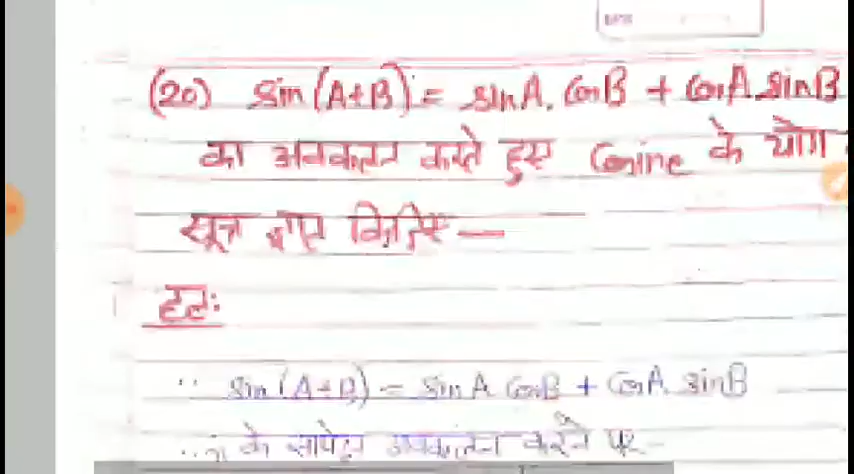 (20) sin(A+B) = sinA. CosB + CosA. sinB
का अवकलन करते हुए Cosine के योग
सूत्र प्राप्त किजिए —
हल:
∵ sin(A+B) = sinA CosB + CosA sinB
∴ x के सापेक्ष अवकलन करने पर -